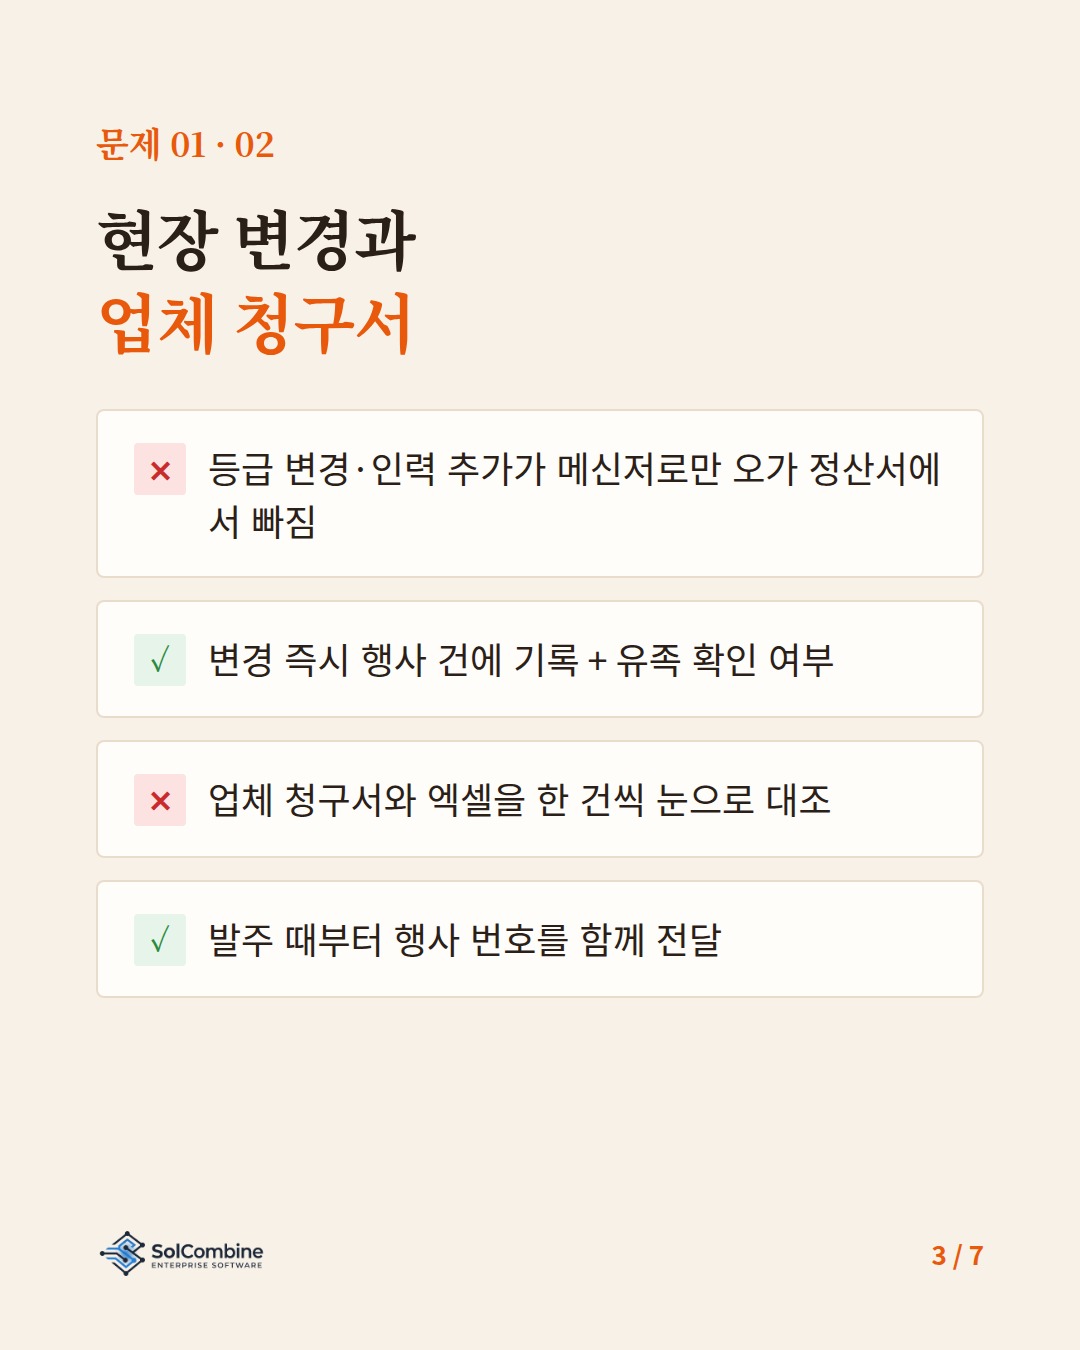 문제 01 · 02
현장 변경과
업체 청구서
✕ 등급 변경·인력 추가가 메신저로만 오가 정산서에
서 빠짐
✓ 변경 즉시 행사 건에 기록 + 유족 확인 여부
✕ 업체 청구서와 엑셀을 한 건씩 눈으로 대조
✓ 발주 때부터 행사 번호를 함께 전달
SolCombine
ENTERPRISE SOFTWARE
3 / 7